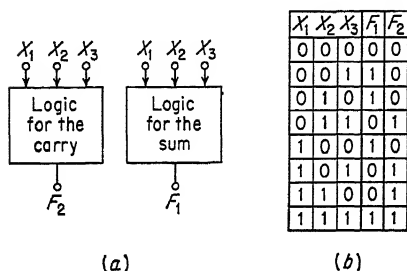 X₁ X₂ X₃
X₁ X₂ X₃
Logic for the carry
Logic for the sum
F₂
F₁
(a)
X₁ X₂ X₃ F₁ F₂
0 0 0 0 0
0 0 1 1 0
0 1 0 1 0
0 1 1 0 1
1 0 0 1 0
1 0 1 0 1
1 1 0 0 1
1 1 1 1 1
(b)